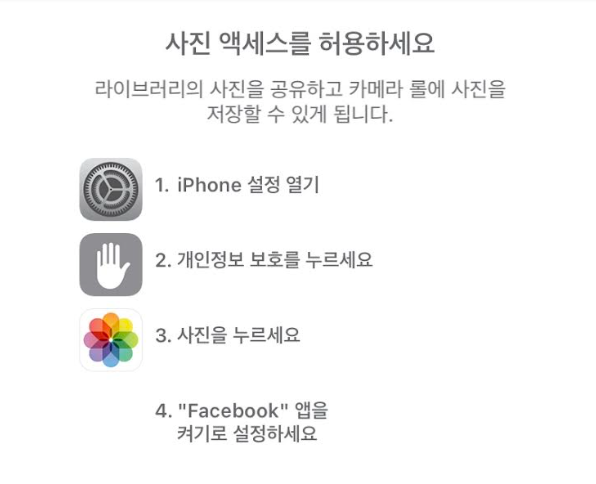 사진 액세스를 허용하세요
라이브러리의 사진을 공유하고 카메라 롤에 사진을
저장할 수 있게 됩니다.
1. iPhone 설정 열기
2. 개인정보 보호를 누르세요
3. 사진을 누르세요
4. "Facebook" 앱을
켜기로 설정하세요